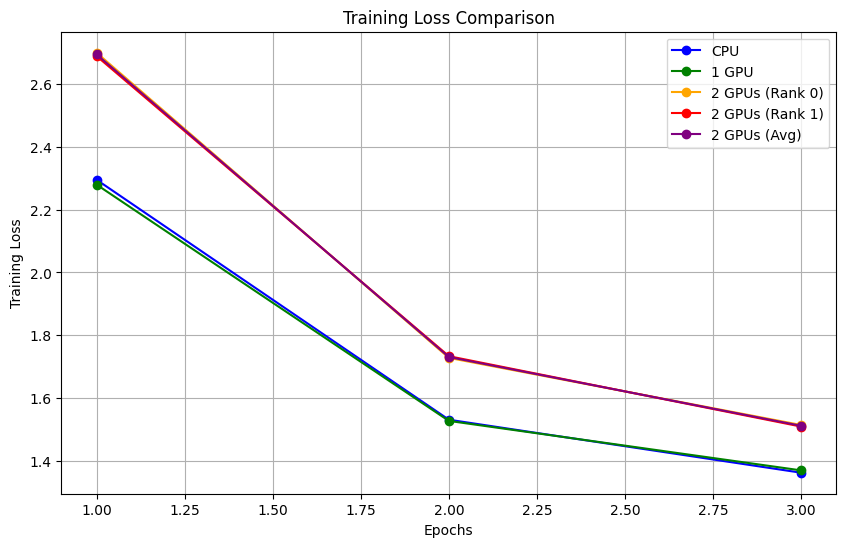 Training Loss Comparison
CPU
1 GPU
2 GPUs (Rank 0)
2 GPUs (Rank 1)
2 GPUs (Avg)
Training Loss
2.6
2.4
2.2
2.0
1.8
1.6
1.4
1.00 1.25 1.50 1.75 2.00 2.25 2.50 2.75 3.00
Epochs